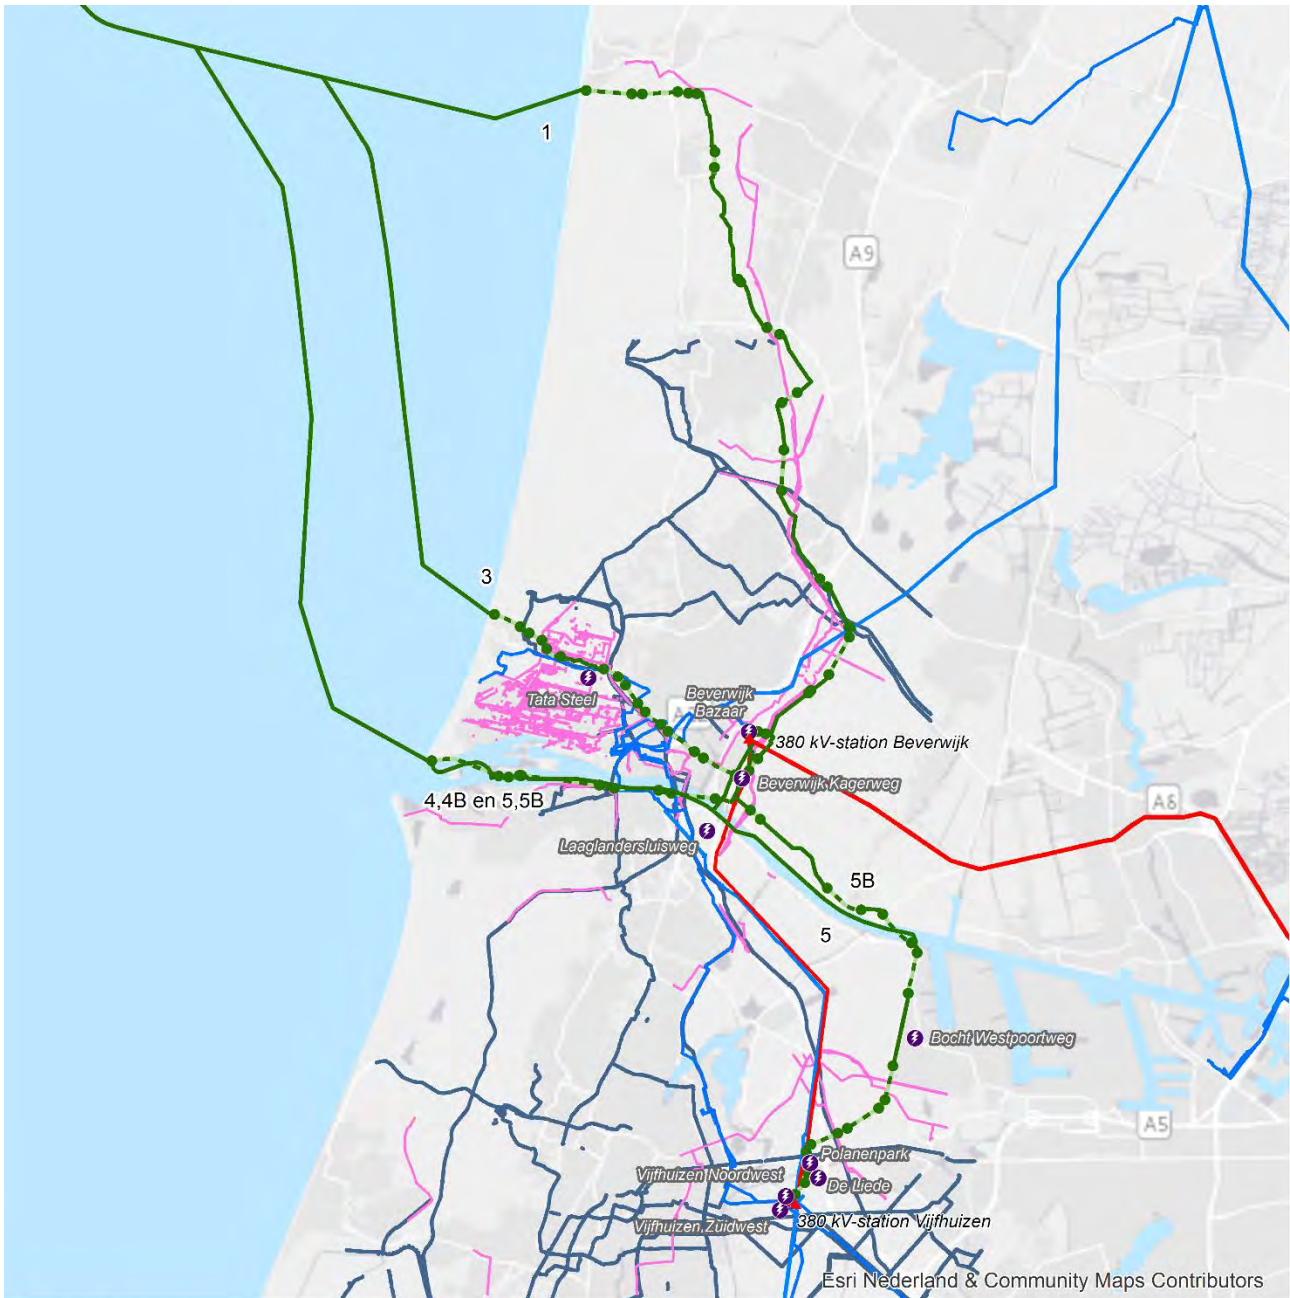 1
A9
3
Tata Steel
Beverwijk
Bazaar
380 kV-station Beverwijk
Beverwijk Kagerweg
4,4B en 5,5B
A8
Laaglandersluisweg
5B
5
Bocht Westpoortweg
A5
Polanenpark
Vijfhuizen Noordwest
De Liede
Vijfhuizen Zuidwest
380 kV-station Vijfhuizen
Esri Nederland & Community Maps Contributors